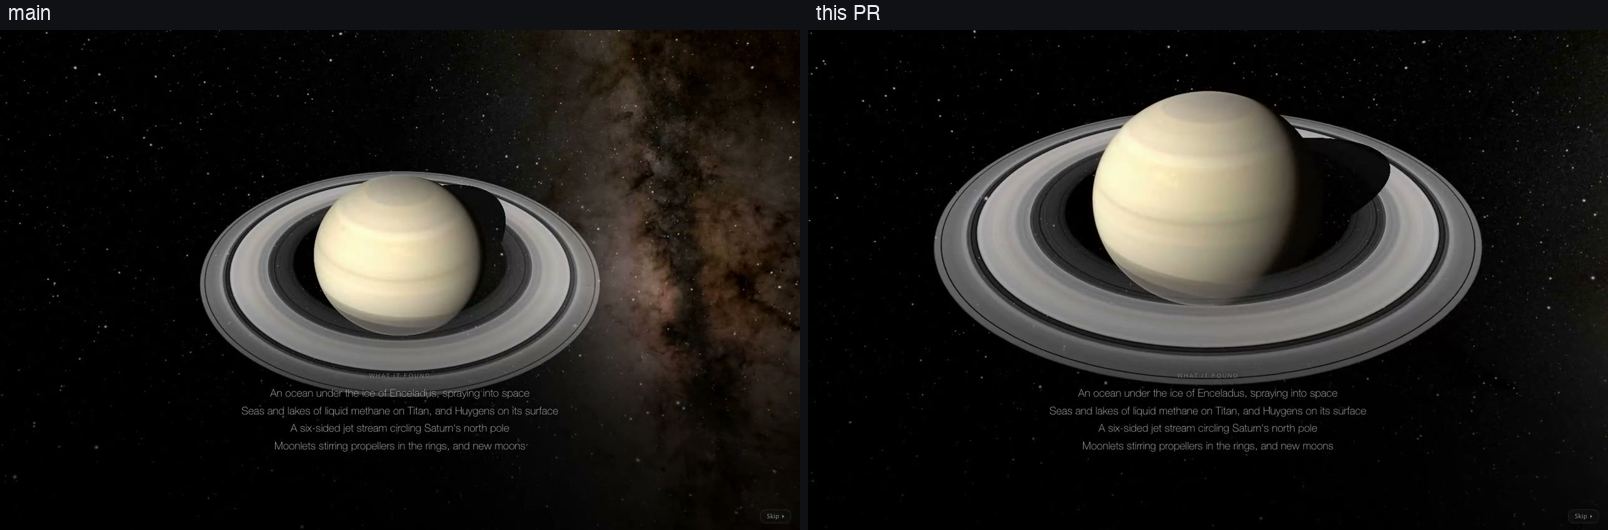 main
this PR
WHAT IT FOUND
An ocean under the ice of Enceladus, spraying into space
Seas and lakes of liquid methane on Titan, and Huygens on its surface
A six-sided jet stream circling Saturn's north pole
Moonlets stirring propellers in the rings, and new moons
Skip ▸
WHAT IT FOUND
An ocean under the ice of Enceladus, spraying into space
Seas and lakes of liquid methane on Titan, and Huygens on its surface
A six-sided jet stream circling Saturn's north pole
Moonlets stirring propellers in the rings, and new moons
Skip ▸